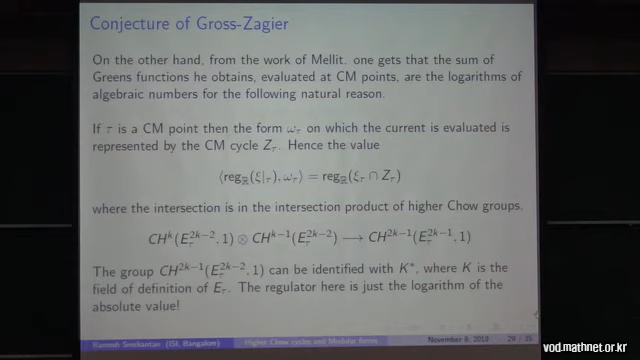 Conjecture of Gross-Zagier
On the other hand, from the work of Mellit. one gets that the sum of
Greens functions he obtains, evaluated at CM points, are the logarithms of
algebraic numbers for the following natural reason.
If τ is a CM point then the form ω_τ on which the current is evaluated is
represented by the CM cycle Z_τ. Hence the value
⟨reg_ℝ(ξ|_τ), ω_τ⟩ = reg_ℝ(ξ_τ ∩ Z_τ)
where the intersection is in the intersection product of higher Chow groups.
CH^k(E_τ^{2k−2}, 1) ⊗ CH^{k−1}(E_τ^{2k−2}) ⟶ CH^{2k−1}(E_τ^{2k−1}, 1)
The group CH^{2k−1}(E_τ^{2k−2}, 1) can be identified with K*, where K is the
field of definition of E_τ. The regulator here is just the logarithm of the
absolute value!
Ramesh Sreekantan (ISI, Bangalore) Higher Chow cycles and Modular forms November 8, 2013 29 / 35
vod.mathnet.or.kr